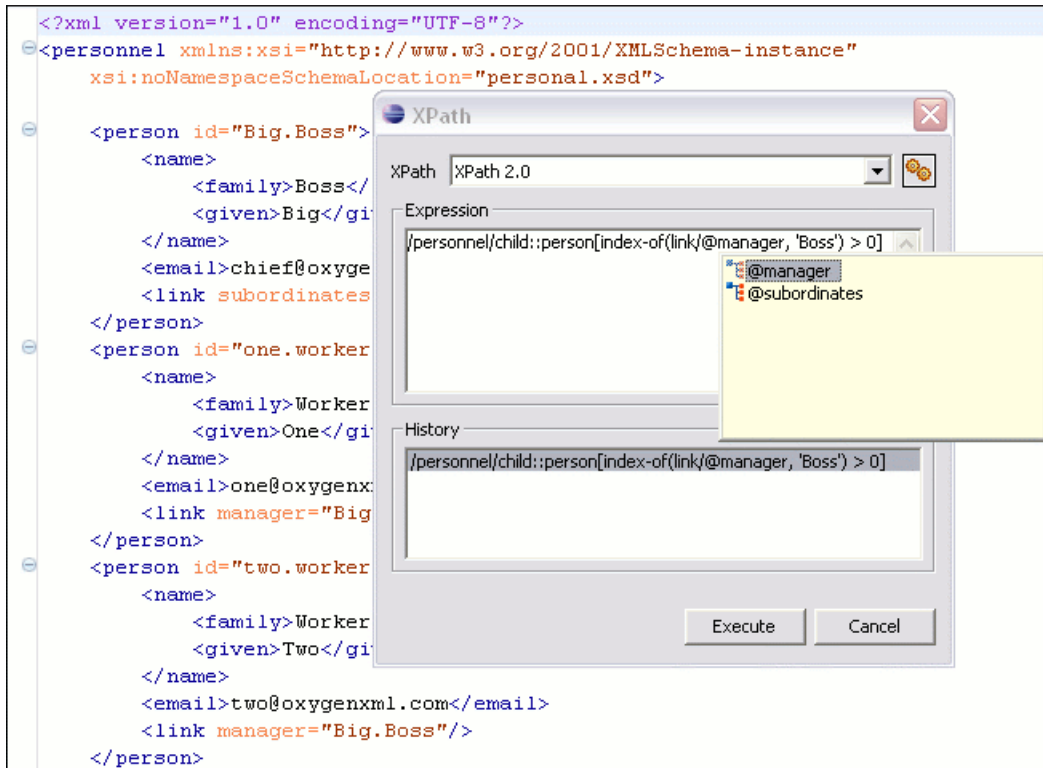 <?xml version="1.0" encoding="UTF-8"?>
<personnel xmlns:xsi="http://www.w3.org/2001/XMLSchema-instance"
xsi:noNamespaceSchemaLocation="personal.xsd">
<person id="Big.Boss">
<name>
<family>Boss</
<given>Big</gi
</name>
<email>chief@oxyge
<link subordinates
</person>
<person id="one.worker
<name>
<family>Worker
<given>One</gi
</name>
<email>one@oxygenx
<link manager="Big
</person>
<person id="two.worker
<name>
<family>Worker
<given>Two</gi
</name>
<email>two@oxygenxml.com</email>
<link manager="Big.Boss"/>
</person>
XPath
XPath XPath 2.0
Expression
/personnel/child::person[index-of(link/@manager, 'Boss') > 0]
@manager
@subordinates
History
/personnel/child::person[index-of(link/@manager, 'Boss') > 0]
Execute Cancel